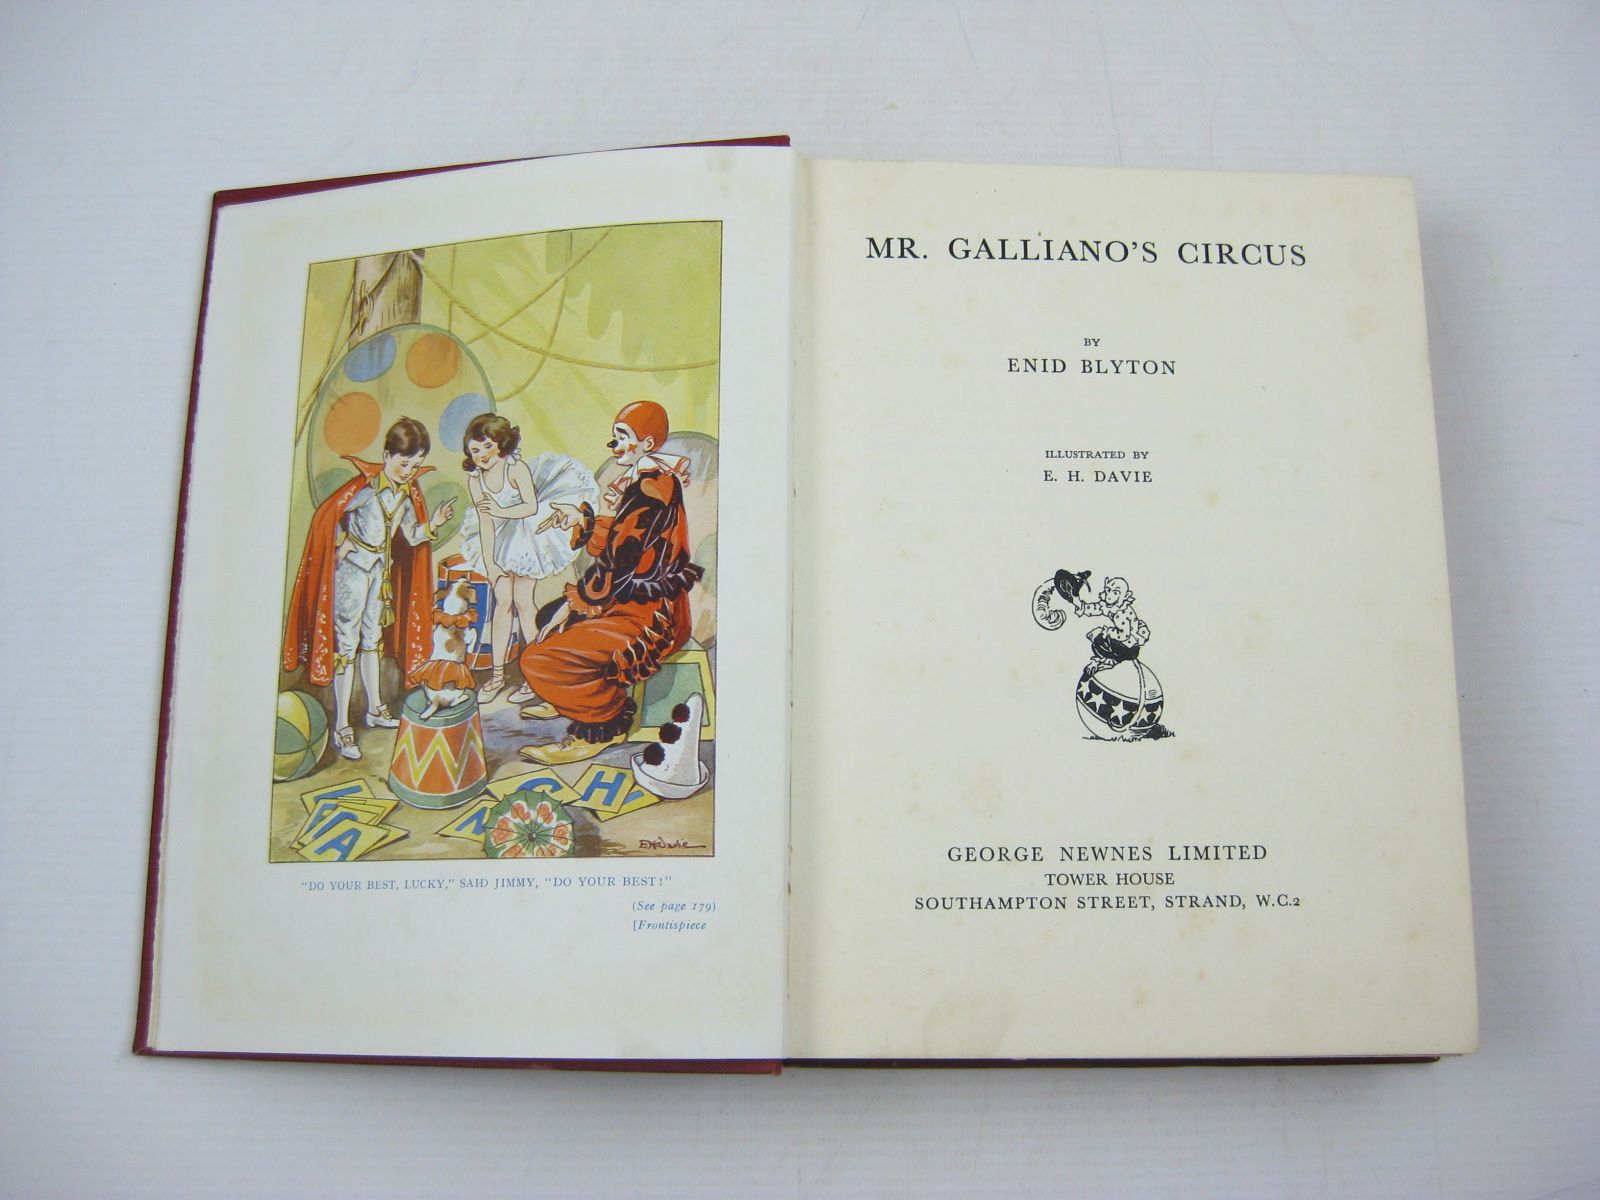 A
N
C
H
E H Davie
"DO YOUR BEST, LUCKY," SAID JIMMY, "DO YOUR BEST!"
(See page 179)
[Frontispiece
MR. GALLIANO'S CIRCUS
BY
ENID BLYTON
ILLUSTRATED BY
E. H. DAVIE
GEORGE NEWNES LIMITED
TOWER HOUSE
SOUTHAMPTON STREET, STRAND, W.C.2